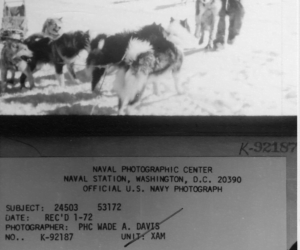 K-92187
NAVAL PHOTOGRAPHIC CENTER
NAVAL STATION, WASHINGTON, D.C. 20390
OFFICIAL U.S. NAVY PHOTOGRAPH
SUBJECT: 24503 53172
DATE: REC'D 1-72
PHOTOGRAPHER: PHC WADE A. DAVIS
NO.. K-92187 UNIT: XAM